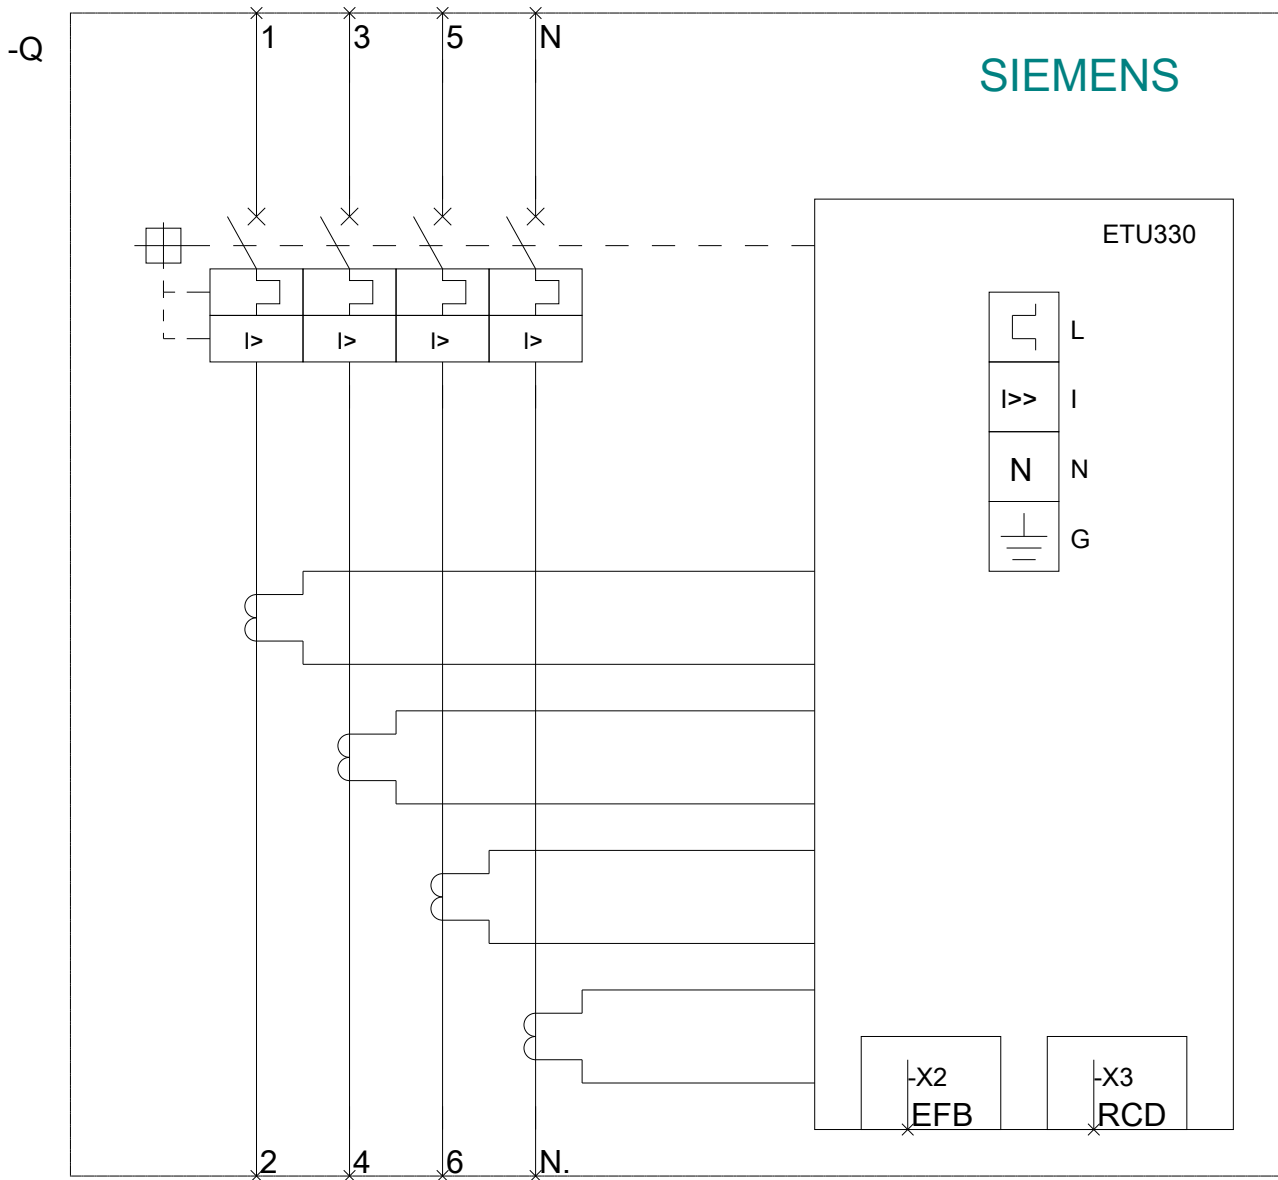 1 3 5 N
-Q
SIEMENS
ETU330
I> I> I> I>
L
I>> I
N N
G
-X2 -X3
EFB RCD
2 4 6 N.